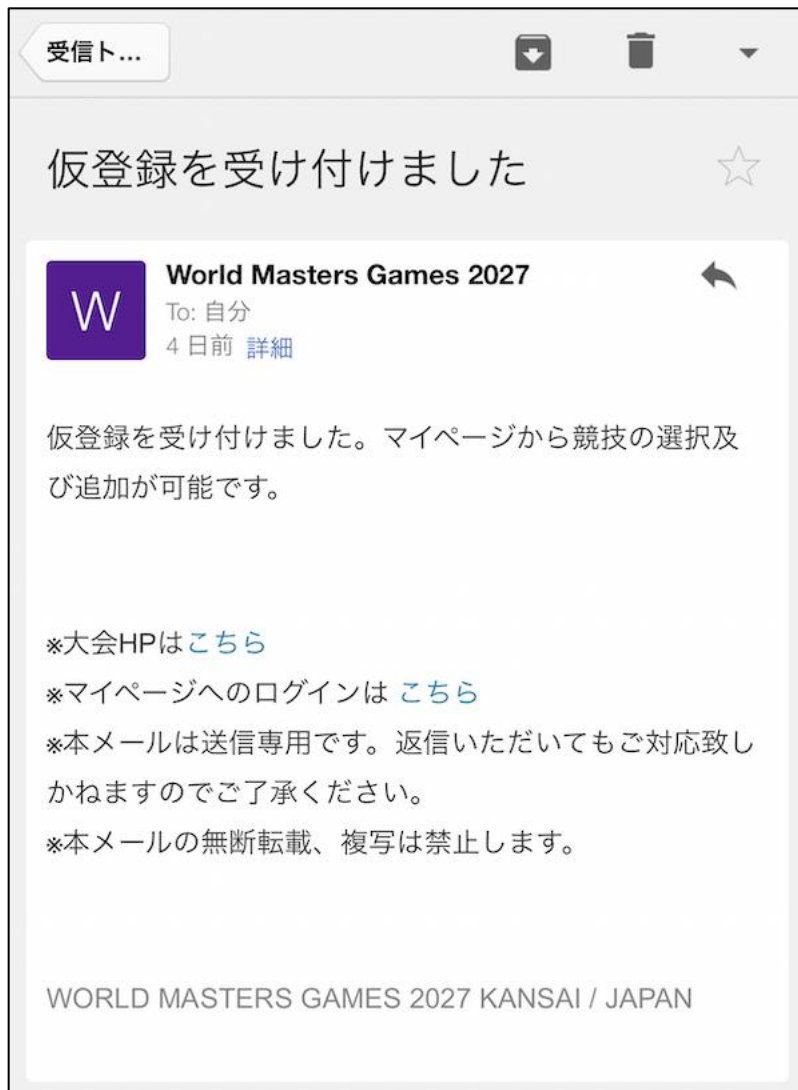 受信ト...
仮登録を受け付けました
W
World Masters Games 2027
To: 自分
4 日前 詳細
仮登録を受け付けました。マイページから競技の選択及
び追加が可能です。
※大会HPはこちら
※マイページへのログインは こちら
※本メールは送信専用です。返信いただいてもご対応致し
かねますのでご了承ください。
※本メールの無断転載、複写は禁止します。
WORLD MASTERS GAMES 2027 KANSAI / JAPAN